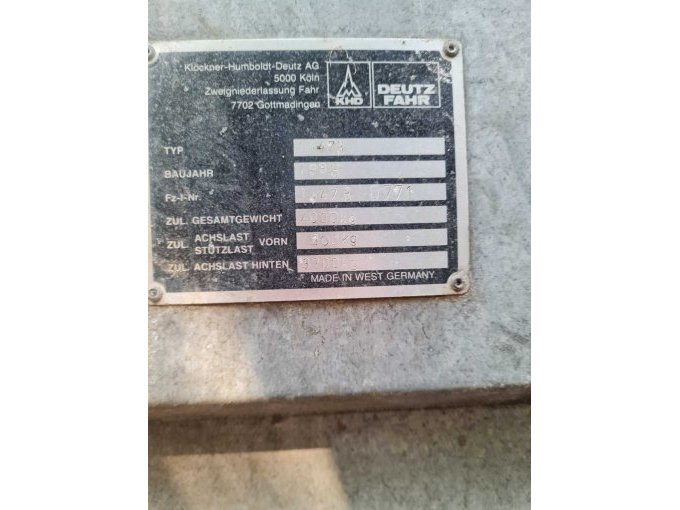 Klöckner-Humboldt-Deutz AG
5000 Köln
Zweigniederlassung Fahr
7702 Gottmadingen
KHD
DEUTZ
FAHR
TYP
BAUJAHR
Fz-I-Nr.
ZUL. GESAMTGEWICHT
ZUL. ACHSLAST STÜTZLAST VORN
ZUL. ACHSLAST HINTEN
MADE IN WEST GERMANY